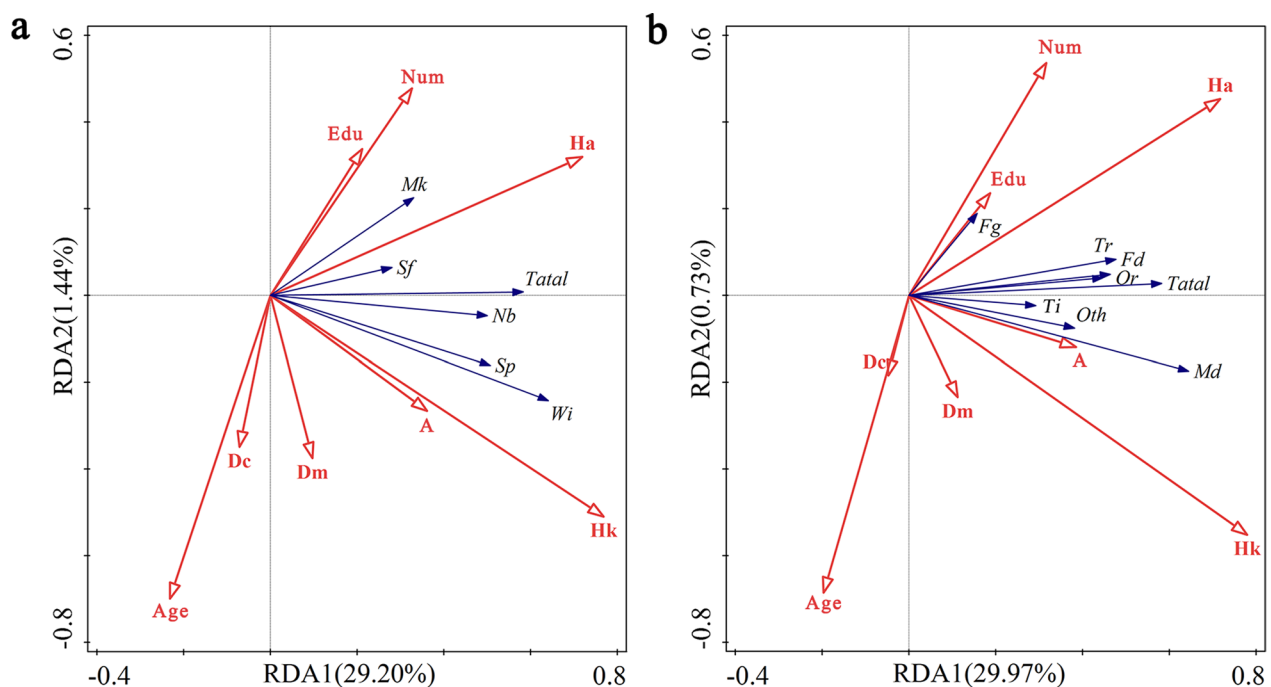 a
0.6
RDA2(1.44%)
-0.8
-0.4
RDA1(29.20%)
0.8
Num
Edu
Ha
Mk
Sf
Tatal
Nb
Sp
Wi
A
Dc
Dm
Hk
Age
b
0.6
RDA2(0.73%)
-0.8
-0.4
RDA1(29.97%)
0.8
Num
Ha
Edu
Fg
Tr
Fd
Or
Tatal
Ti
Oth
A
Md
Dc
Dm
Hk
Age